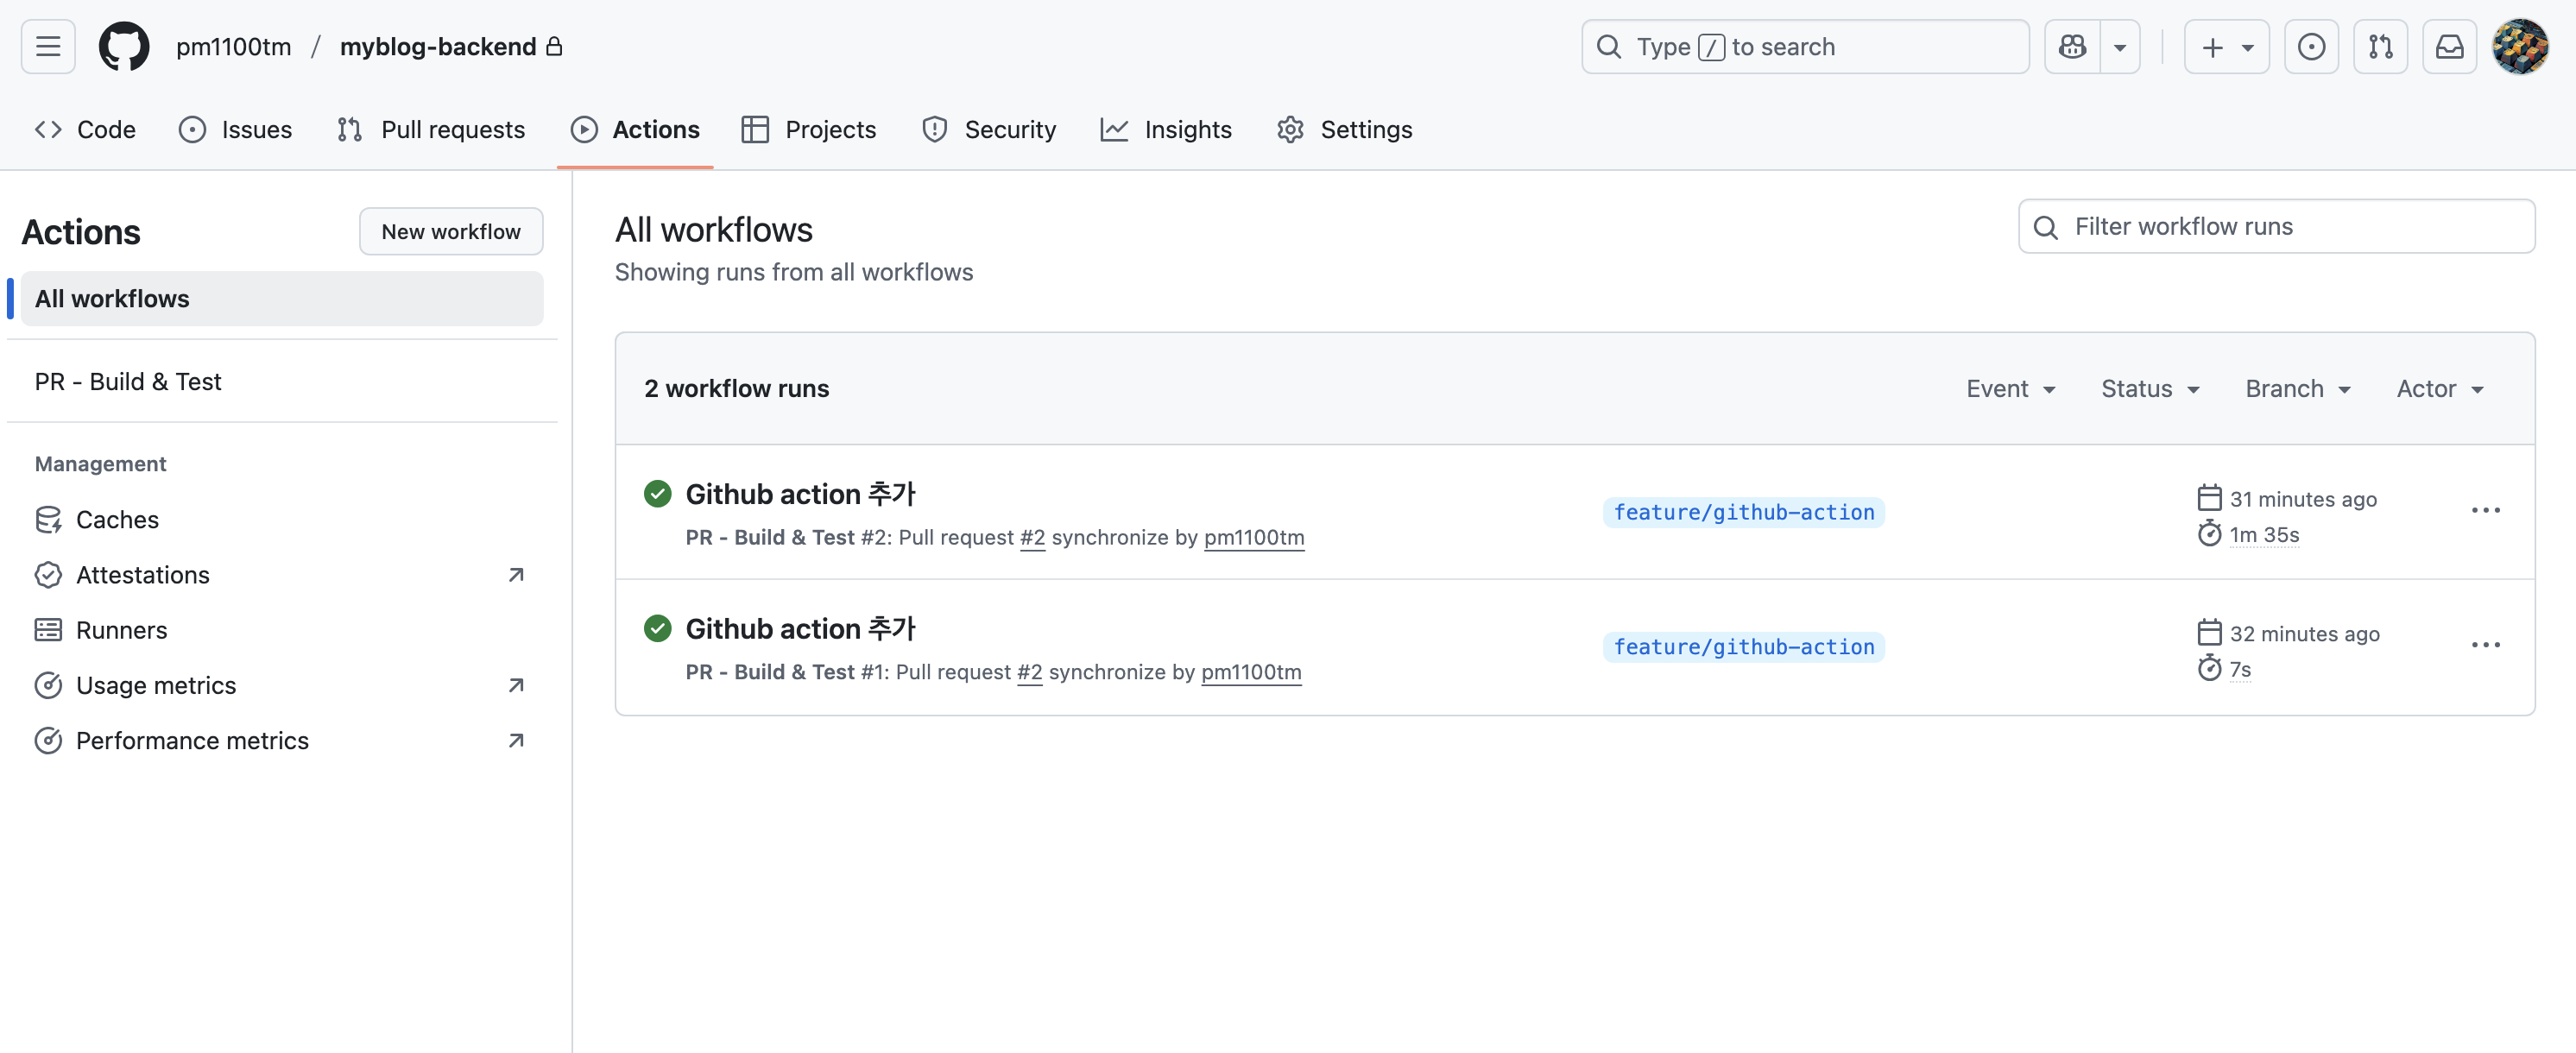 pm1100tm / myblog-backend
Type / to search
Code
Issues
Pull requests
Actions
Projects
Security
Insights
Settings
Actions
New workflow
All workflows
PR - Build & Test
Management
Caches
Attestations
Runners
Usage metrics
Performance metrics
All workflows
Showing runs from all workflows
Filter workflow runs
2 workflow runs
Event
Status
Branch
Actor
Github action 추가
PR - Build & Test #2: Pull request #2 synchronize by pm1100tm
feature/github-action
31 minutes ago
1m 35s
Github action 추가
PR - Build & Test #1: Pull request #2 synchronize by pm1100tm
feature/github-action
32 minutes ago
7s